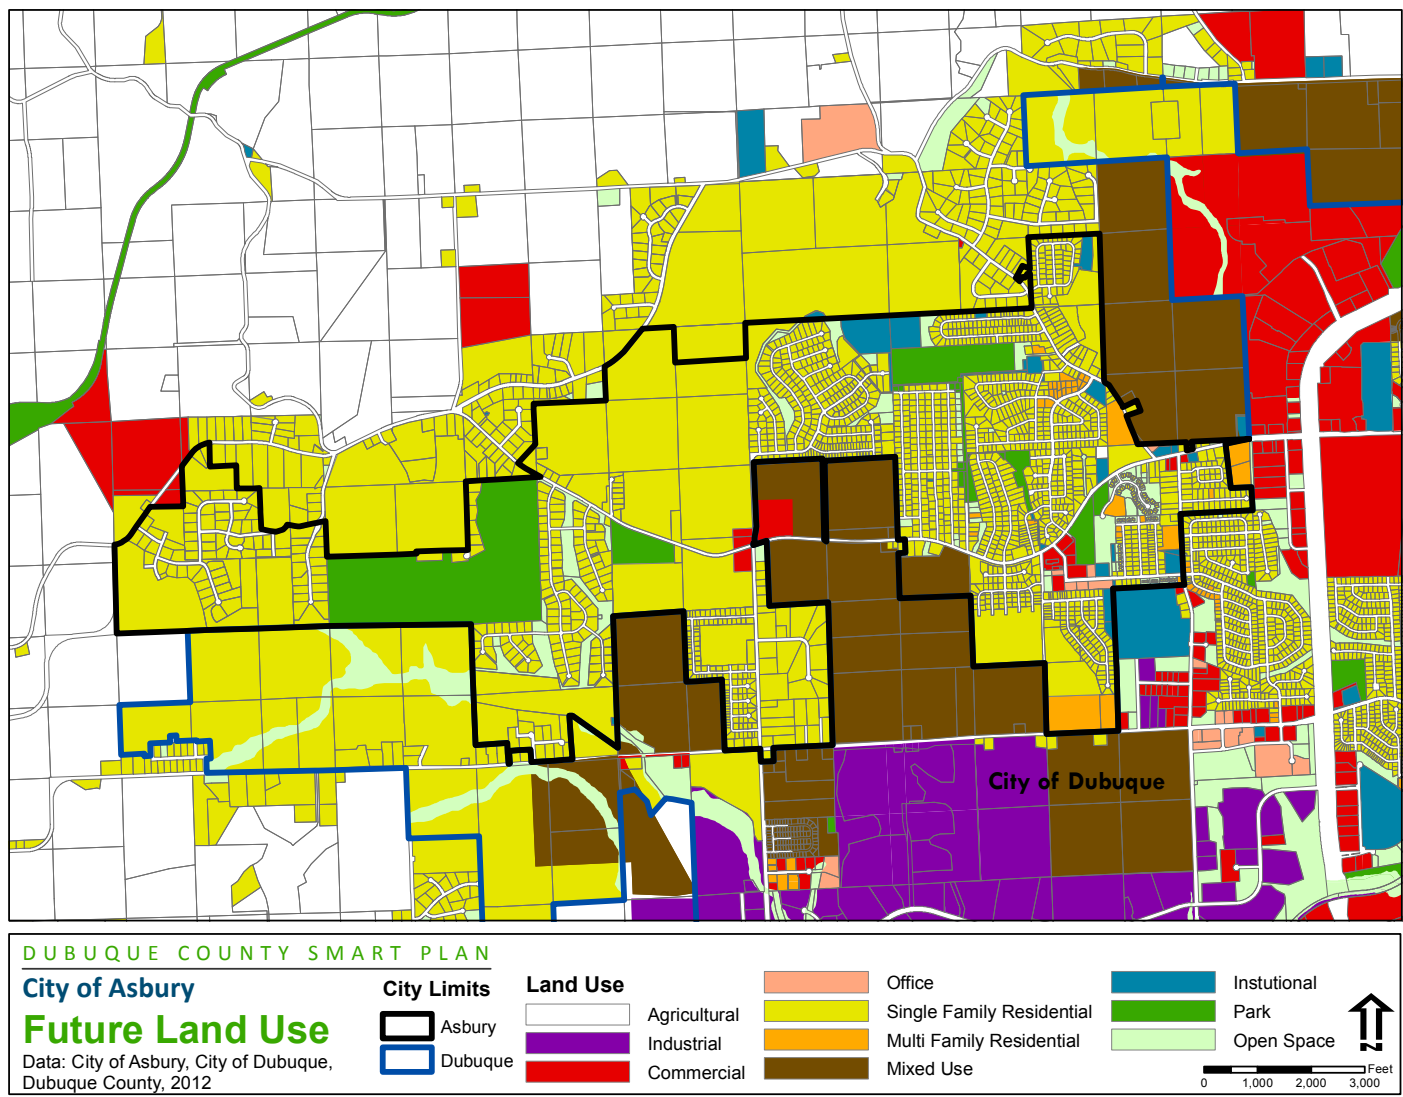 City of Dubuque
DUBUQUE COUNTY SMART PLAN
City of Asbury
Future Land Use
Data: City of Asbury, City of Dubuque,
Dubuque County, 2012
City Limits
Asbury
Dubuque
Land Use
Agricultural
Industrial
Commercial
Office
Single Family Residential
Multi Family Residential
Mixed Use
Instutional
Park
Open Space
N
Feet
0 1,000 2,000 3,000